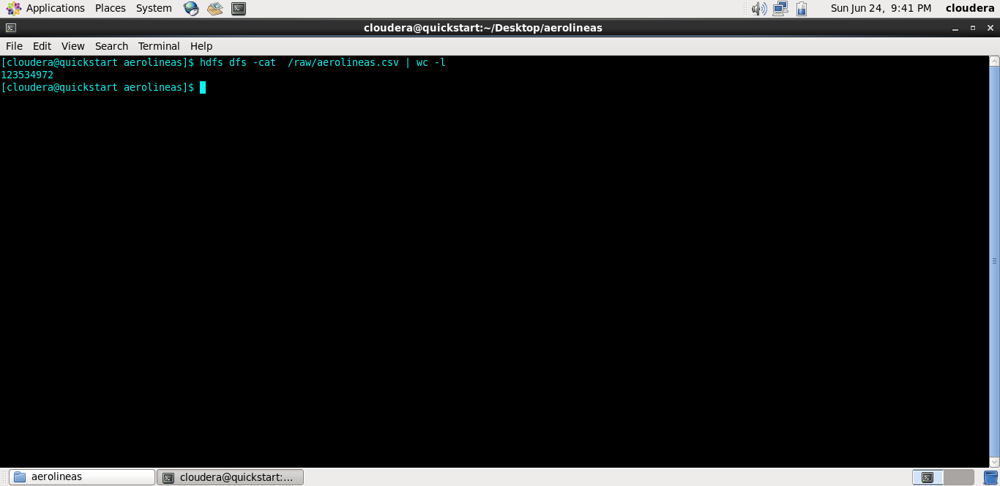 Applications Places System Sun Jun 24, 9:41 PM cloudera
cloudera@quickstart:~/Desktop/aerolineas
File Edit View Search Terminal Help
[cloudera@quickstart aerolineas]$ hdfs dfs -cat  /raw/aerolineas.csv | wc -l
123534972
[cloudera@quickstart aerolineas]$
aerolineas cloudera@quickstart:...